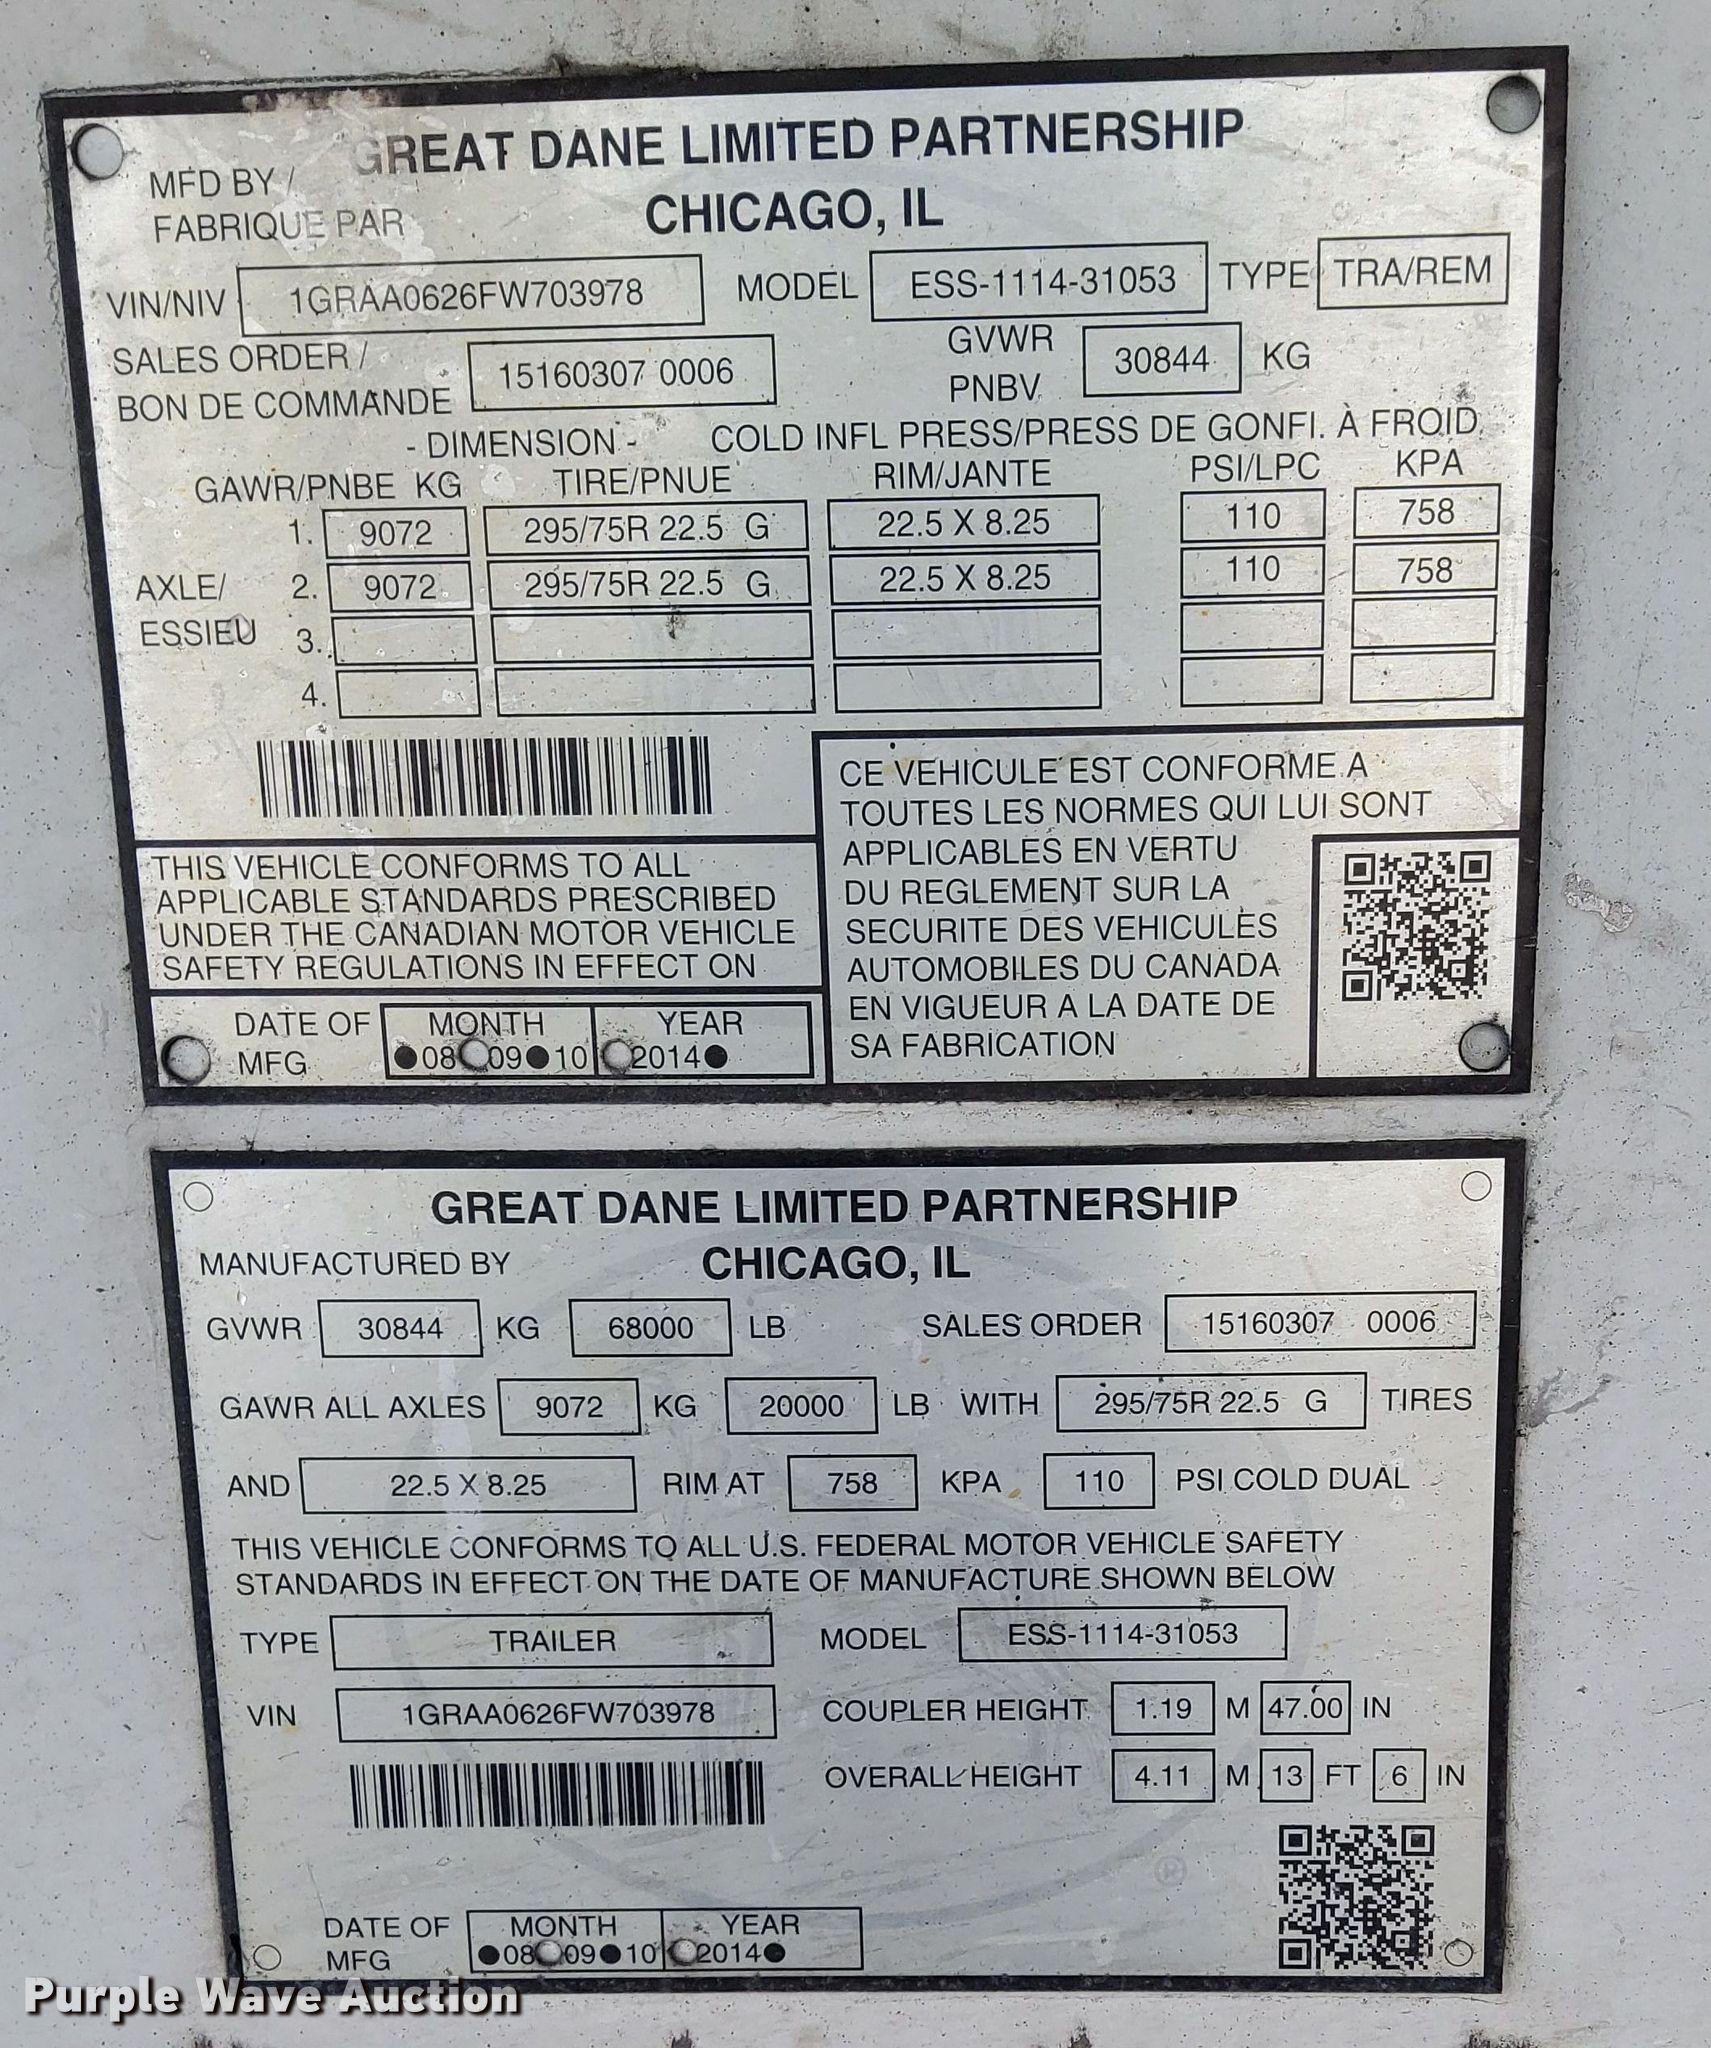 GREAT DANE LIMITED PARTNERSHIP
MFD BY /
FABRIQUE PAR
CHICAGO, IL
VIN/NIV 1GRAA0626FW703978 MODEL ESS-1114-31053 TYPE TRA/REM
SALES ORDER /
BON DE COMMANDE 15160307 0006
GVWR
PNBV 30844 KG
- DIMENSION - COLD INFL PRESS/PRESS DE GONFI. À FROID
GAWR/PNBE KG TIRE/PNUE RIM/JANTE PSI/LPC KPA
1. 9072 295/75R 22.5 G 22.5 X 8.25 110 758
AXLE/ 2. 9072 295/75R 22.5 G 22.5 X 8.25 110 758
ESSIEU 3.
4.
THIS VEHICLE CONFORMS TO ALL
APPLICABLE STANDARDS PRESCRIBED
UNDER THE CANADIAN MOTOR VEHICLE
SAFETY REGULATIONS IN EFFECT ON
DATE OF
MFG
MONTH YEAR
08 09 10 2014
CE VEHICULE EST CONFORME A
TOUTES LES NORMES QUI LUI SONT
APPLICABLES EN VERTU
DU REGLEMENT SUR LA
SECURITE DES VEHICULES
AUTOMOBILES DU CANADA
EN VIGUEUR A LA DATE DE
SA FABRICATION
GREAT DANE LIMITED PARTNERSHIP
MANUFACTURED BY CHICAGO, IL
GVWR 30844 KG 68000 LB SALES ORDER 15160307 0006
GAWR ALL AXLES 9072 KG 20000 LB WITH 295/75R 22.5 G TIRES
AND 22.5 X 8.25 RIM AT 758 KPA 110 PSI COLD DUAL
THIS VEHICLE CONFORMS TO ALL U.S. FEDERAL MOTOR VEHICLE SAFETY
STANDARDS IN EFFECT ON THE DATE OF MANUFACTURE SHOWN BELOW
TYPE TRAILER MODEL ESS-1114-31053
VIN 1GRAA0626FW703978 COUPLER HEIGHT 1.19 M 47.00 IN
OVERALL HEIGHT 4.11 M 13 FT 6 IN
DATE OF
MFG
MONTH YEAR
08 09 10 2014
Purple Wave Auction